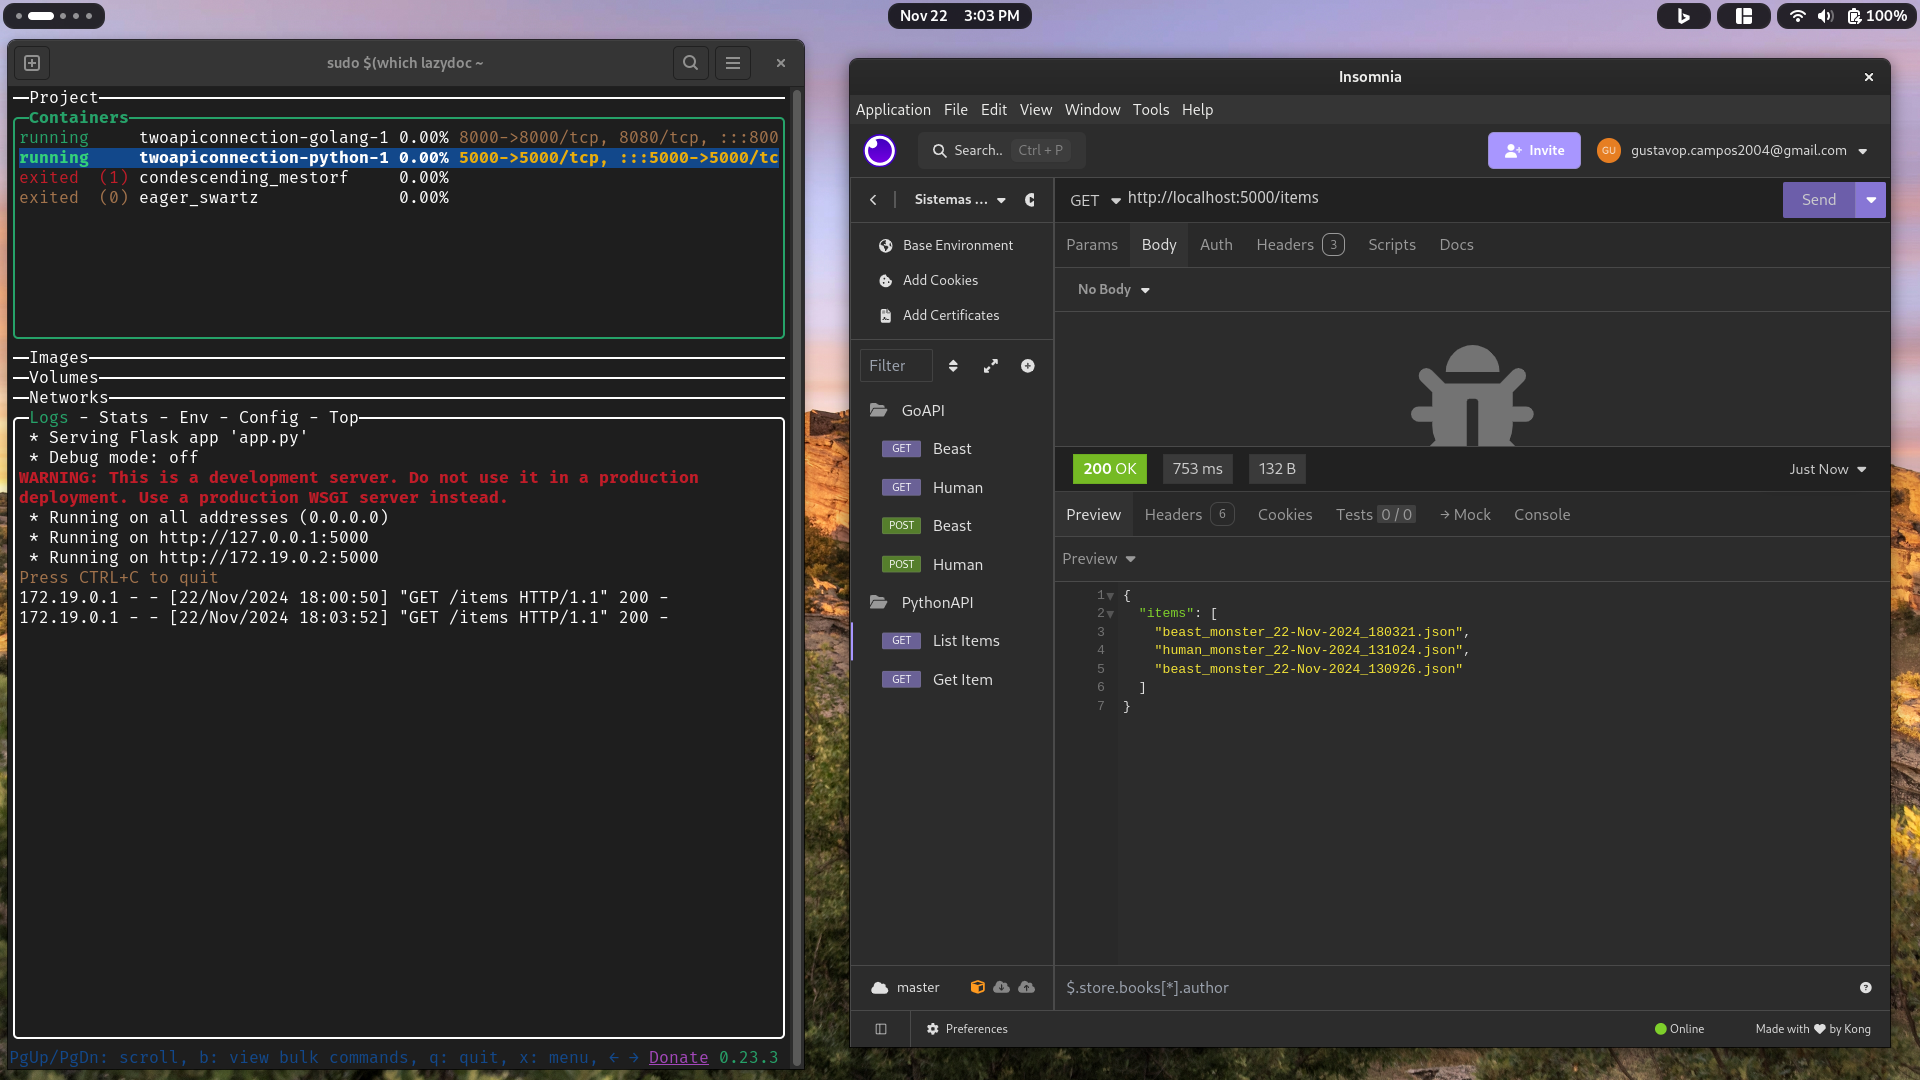 Nov 22 3:03 PM
100%
sudo $(which lazydoc ~
Project
Containers
running twoapiconnection-golang-1 0.00% 8000->8000/tcp, 8080/tcp, :::800
running twoapiconnection-python-1 0.00% 5000->5000/tcp, :::5000->5000/tc
exited (1) condescending_mestorf 0.00%
exited (0) eager_swartz 0.00%
Images
Volumes
Networks
Logs - Stats - Env - Config - Top
* Serving Flask app 'app.py'
* Debug mode: off
WARNING: This is a development server. Do not use it in a production
deployment. Use a production WSGI server instead.
* Running on all addresses (0.0.0.0)
* Running on http://127.0.0.1:5000
* Running on http://172.19.0.2:5000
Press CTRL+C to quit
172.19.0.1 - - [22/Nov/2024 18:00:50] "GET /items HTTP/1.1" 200 -
172.19.0.1 - - [22/Nov/2024 18:03:52] "GET /items HTTP/1.1" 200 -
PgUp/PgDn: scroll, b: view bulk commands, q: quit, x: menu, ← → Donate 0.23.3
Insomnia
Application File Edit View Window Tools Help
Search.. Ctrl + P
Invite
GU gustavop.campos2004@gmail.com
Sistemas ...
Base Environment
Add Cookies
Add Certificates
Filter
GoAPI
GET Beast
GET Human
POST Beast
POST Human
PythonAPI
GET List Items
GET Get Item
master
Preferences
GET http://localhost:5000/items Send
Params Body Auth Headers 3 Scripts Docs
No Body
200 OK 753 ms 132 B Just Now
Preview Headers 6 Cookies Tests 0 / 0 → Mock Console
Preview
1 {
2 "items": [
3 "beast_monster_22-Nov-2024_180321.json",
4 "human_monster_22-Nov-2024_131024.json",
5 "beast_monster_22-Nov-2024_130926.json"
6 ]
7 }
$.store.books[*].author
Online Made with ♥ by Kong